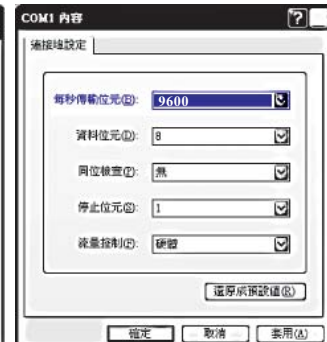 COM1 內容
連接埠設定
每秒傳輸位元(B): 9600
資料位元(D): 8
同位檢查(P): 無
停止位元(S): 1
流量控制(F): 硬體
還原成預設值(R)
確定 取消 套用(A)